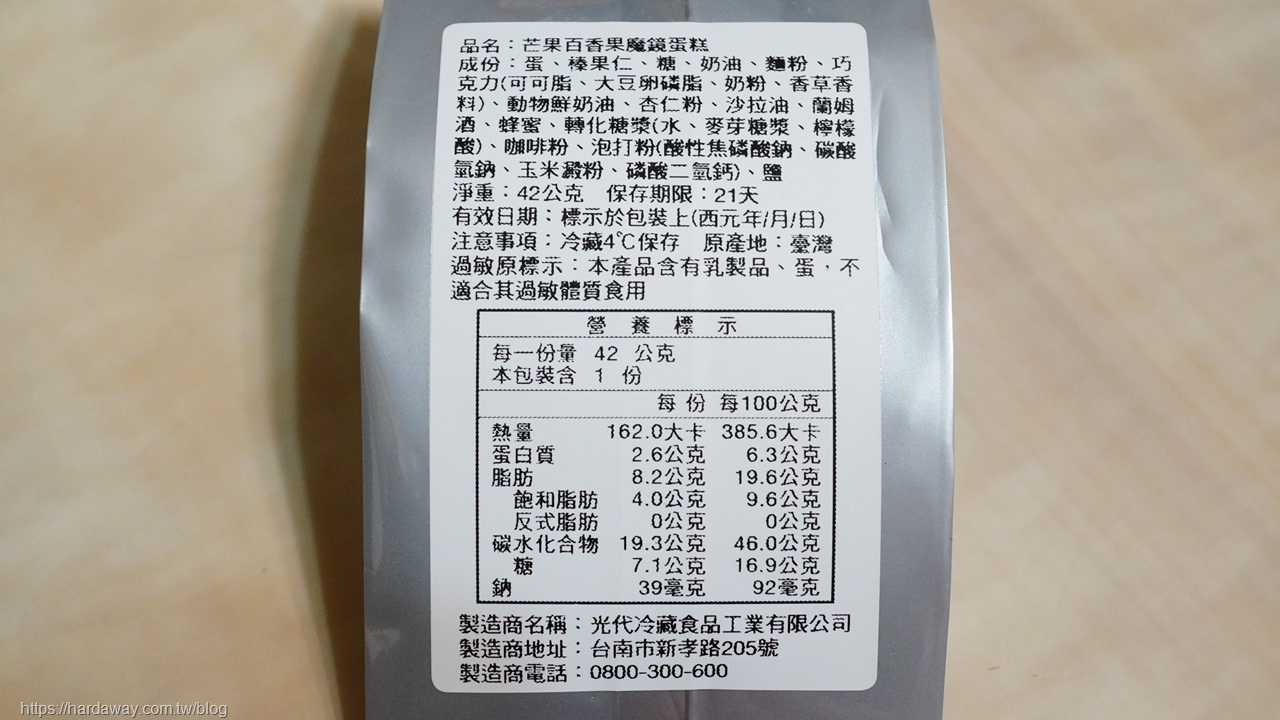 品名：芒果百香果魔鏡蛋糕
成份：蛋、榛果仁、糖、奶油、麵粉、巧
克力(可可脂、大豆卵磷脂、奶粉、香草香
料)、動物鮮奶油、杏仁粉、沙拉油、蘭姆
酒、蜂蜜、轉化糖漿(水、麥芽糖漿、檸檬
酸)、咖啡粉、泡打粉(酸性焦磷酸鈉、碳酸
氫鈉、玉米澱粉、磷酸二氫鈣)、鹽
淨重：42公克 保存期限：21天
有效日期：標示於包裝上(西元年/月/日)
注意事項：冷藏4℃保存 原產地：臺灣
過敏原標示：本產品含有乳製品、蛋，不
適合其過敏體質食用
營養標示
每一份量 42 公克
本包裝含 1 份
每份 每100公克
熱量 162.0大卡 385.6大卡
蛋白質 2.6公克 6.3公克
脂肪 8.2公克 19.6公克
飽和脂肪 4.0公克 9.6公克
反式脂肪 0公克 0公克
碳水化合物 19.3公克 46.0公克
糖 7.1公克 16.9公克
鈉 39毫克 92毫克
製造商名稱：光代冷藏食品工業有限公司
製造商地址：台南市新孝路205號
製造商電話：0800-300-600
https://hardaway.com.tw/blog